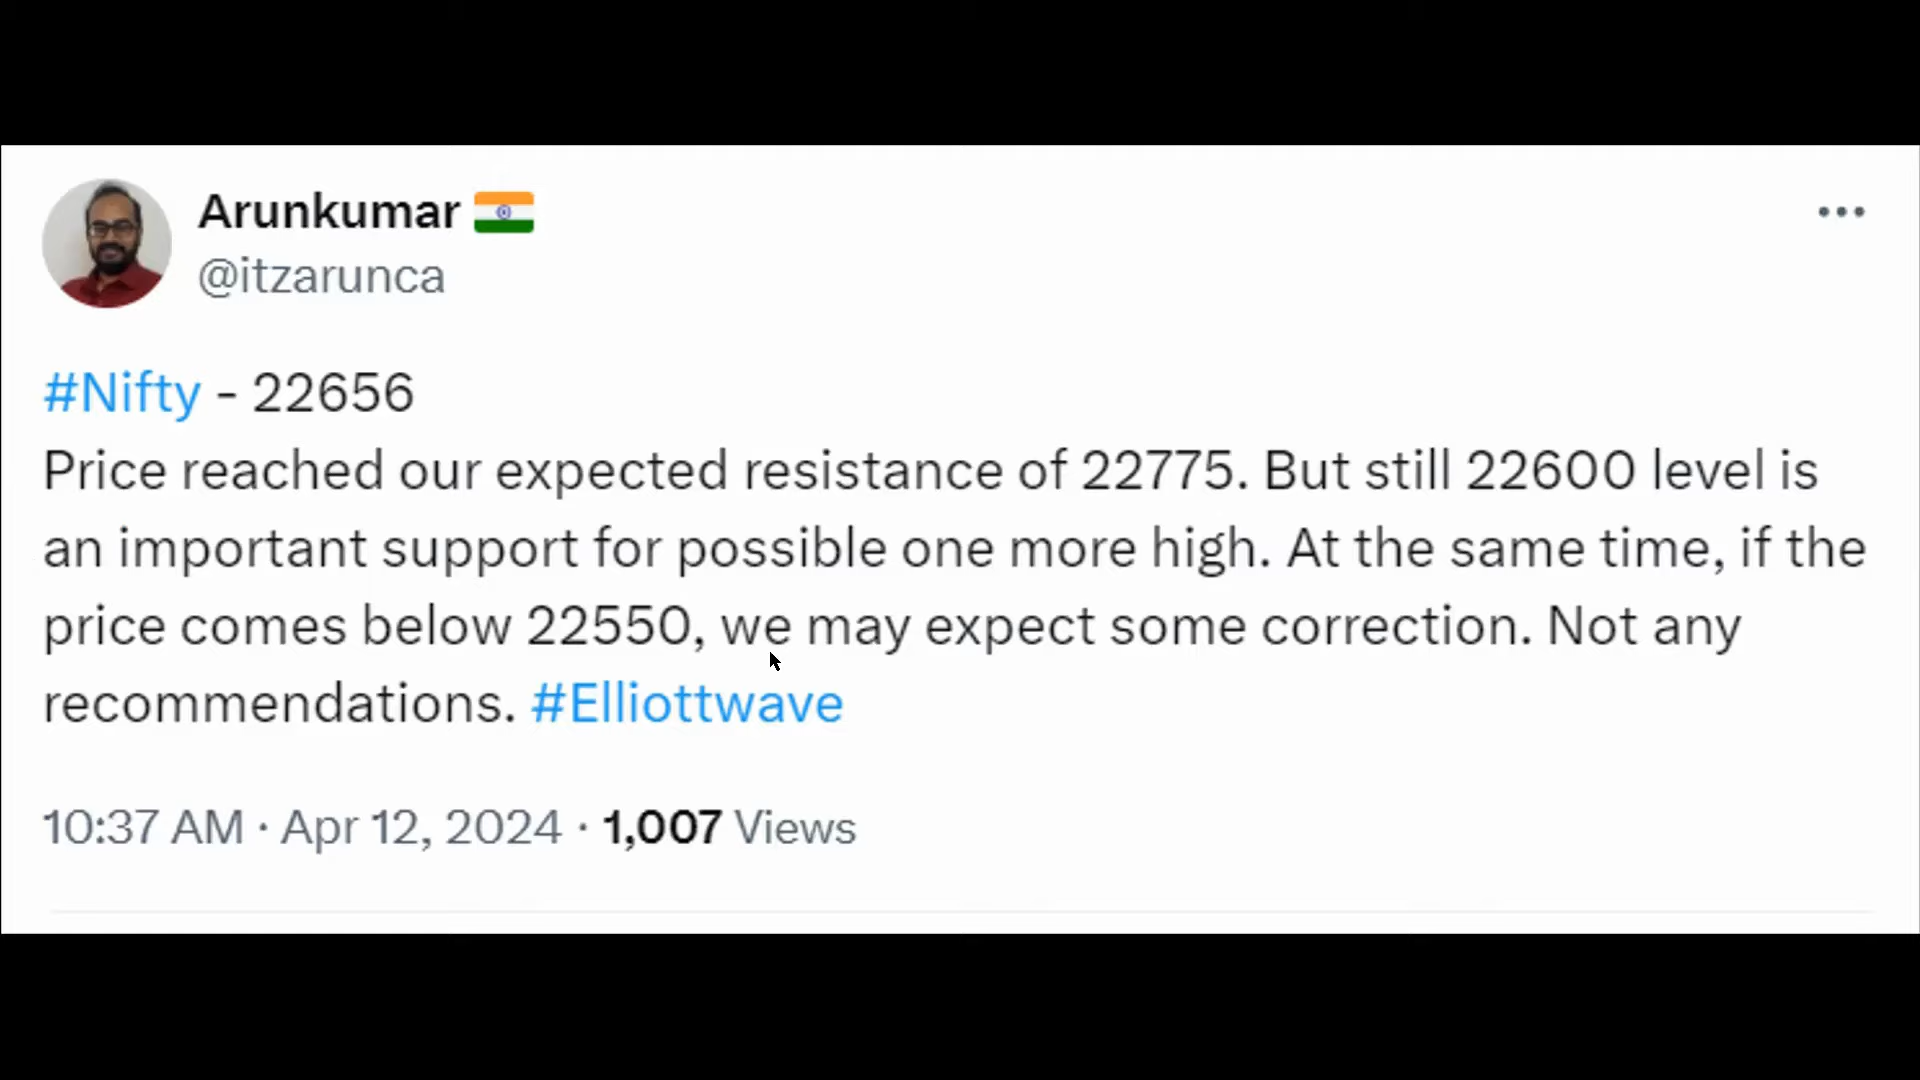 Arunkumar 🇮🇳
@itzarunca
#Nifty - 22656
Price reached our expected resistance of 22775. But still 22600 level is
an important support for possible one more high. At the same time, if the
price comes below 22550, we may expect some correction. Not any
recommendations. #Elliottwave
10:37 AM · Apr 12, 2024 · 1,007 Views